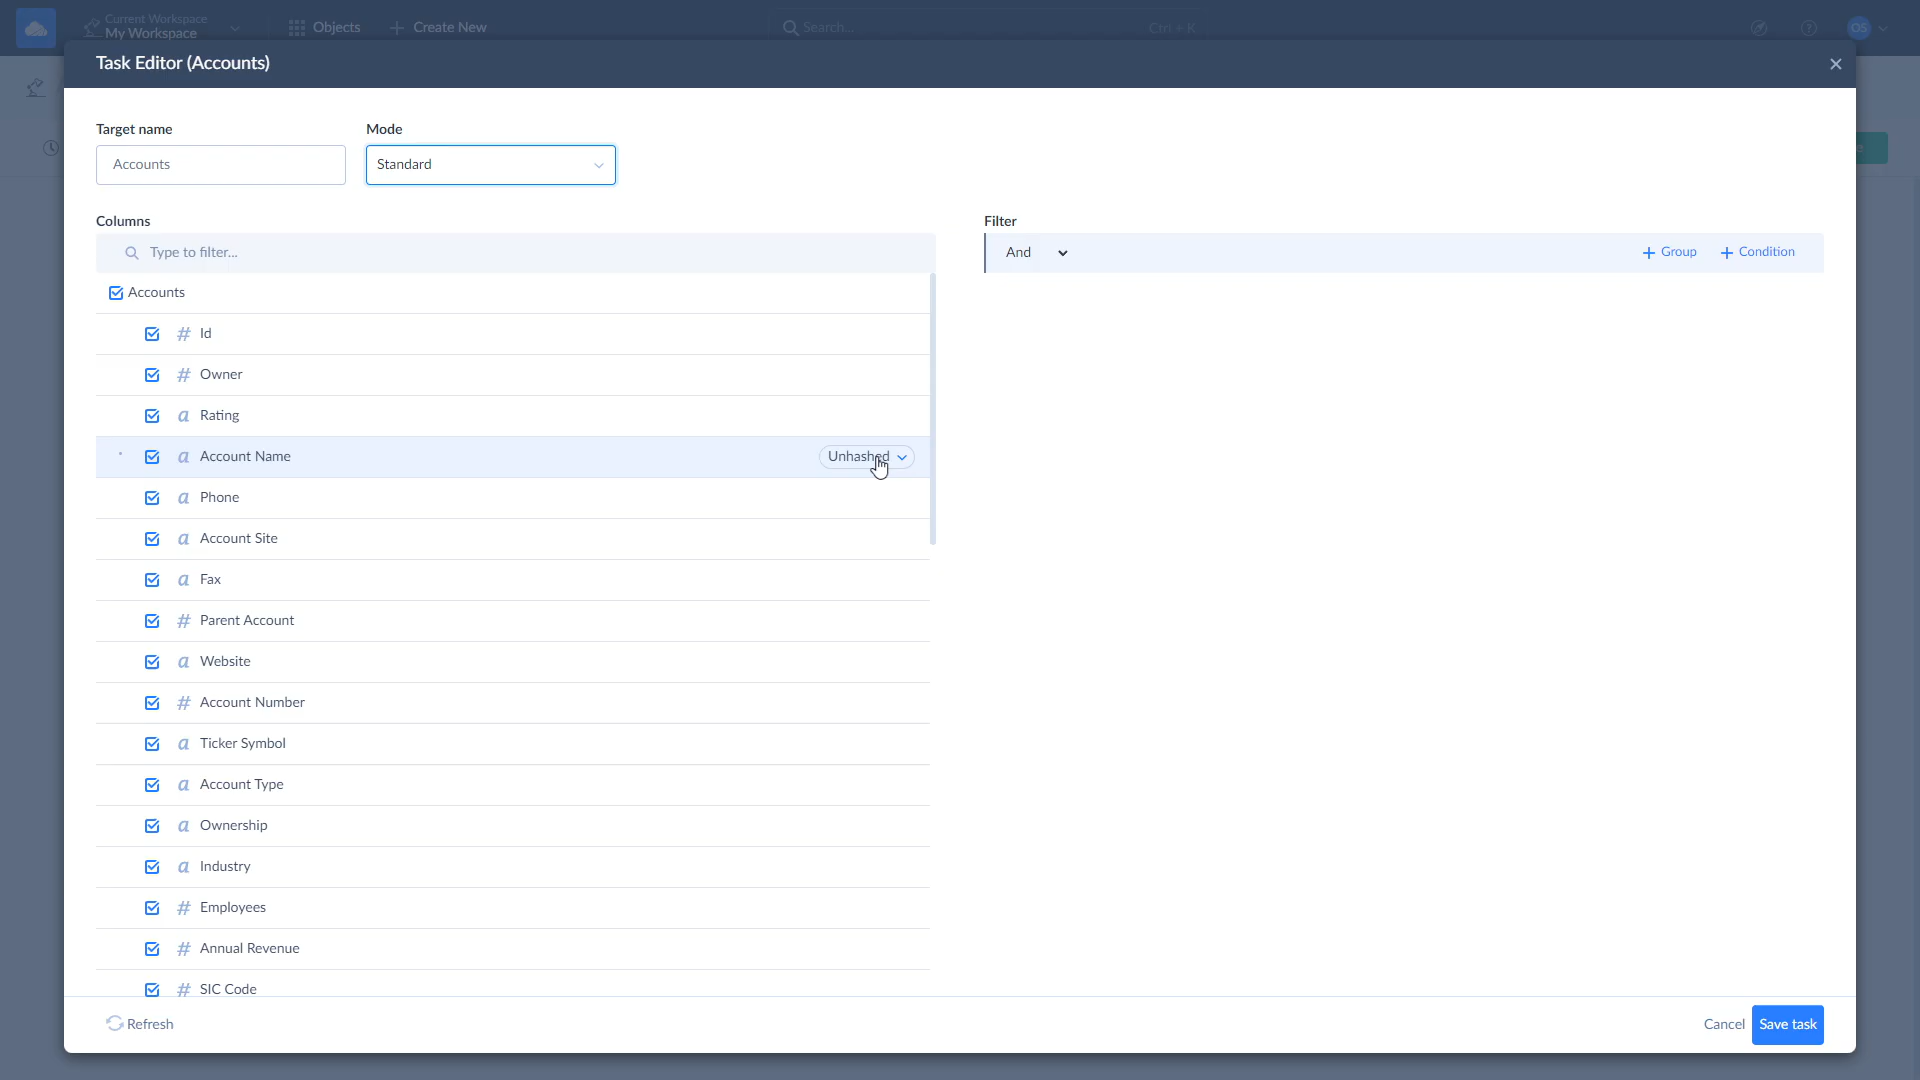 Current Workspace
My Workspace
Objects
Create New
Search...
Ctrl + K
OS
Task Editor (Accounts)
Target name
Mode
Accounts
Standard
Columns
Filter
Type to filter...
And
Group
Condition
Accounts
# Id
# Owner
a Rating
a Account Name
Unhashed
a Phone
a Account Site
a Fax
# Parent Account
a Website
# Account Number
a Ticker Symbol
a Account Type
a Ownership
a Industry
# Employees
# Annual Revenue
# SIC Code
Refresh
Cancel
Save task